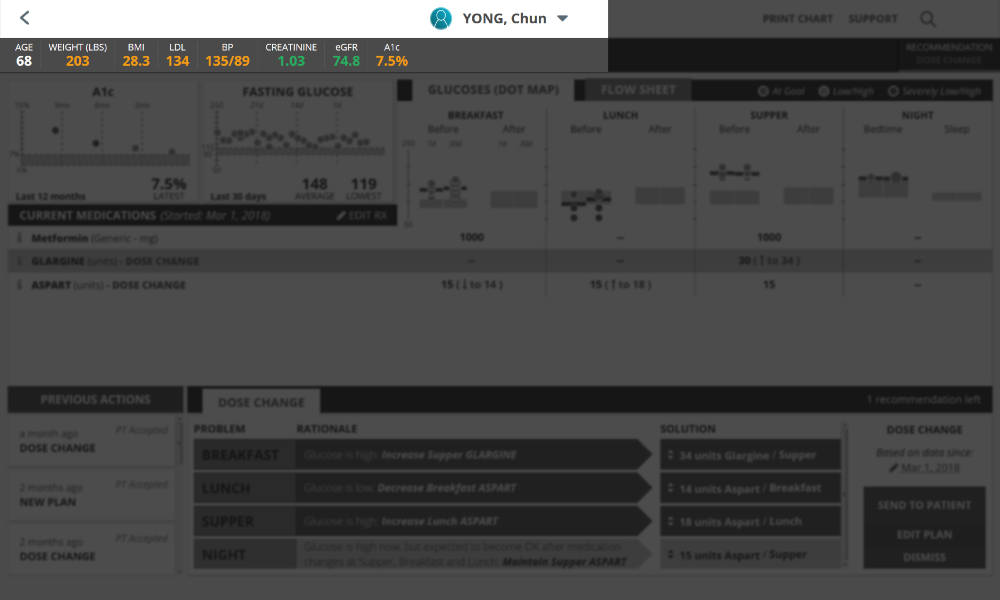 YONG, Chun
PRINT CHART SUPPORT
AGE WEIGHT (LBS) BMI LDL BP CREATININE eGFR A1c
68 203 28.3 134 135/89 1.03 74.8 7.5%
RECOMMENDATION
DOSE CHANGE
A1c
15% 9mo 6mo 3mo
7%
5%
7.5%
Last 12 months LATEST
FASTING GLUCOSE
250 21d 14d 7d
115
90
50
148 119
Last 30 days AVERAGE LOWEST
GLUCOSES (DOT MAP) FLOW SHEET At Goal Low/High Severely Low/High
BREAKFAST LUNCH SUPPER NIGHT
Before After Before After Before After Bedtime Sleep
250 7d 30d 7d 30d
50
CURRENT MEDICATIONS (Started: Mar 1, 2018) EDIT RX
Metformin (Generic - mg) 1000 -- 1000 --
GLARGINE (units) - DOSE CHANGE -- -- 30 (↑ to 34 ) --
ASPART (units) - DOSE CHANGE 15 (↓ to 14 ) 15 (↑ to 18 ) 15 --
PREVIOUS ACTIONS
a month ago PT Accepted
DOSE CHANGE
2 months ago PT Accepted
NEW PLAN
2 months ago PT Accepted
DOSE CHANGE
DOSE CHANGE 1 recommendation left
PROBLEM RATIONALE SOLUTION
BREAKFAST Glucose is high: Increase Supper GLARGINE 34 units Glargine / Supper
LUNCH Glucose is low: Decrease Breakfast ASPART 14 units Aspart / Breakfast
SUPPER Glucose is high: Increase Lunch ASPART 18 units Aspart / Lunch
NIGHT Glucose is high now, but expected to become OK after medication
changes at Supper, Breakfast and Lunch: Maintain Supper ASPART 15 units Aspart / Supper
DOSE CHANGE
Based on data since:
Mar 1, 2018
SEND TO PATIENT
EDIT PLAN
DISMISS